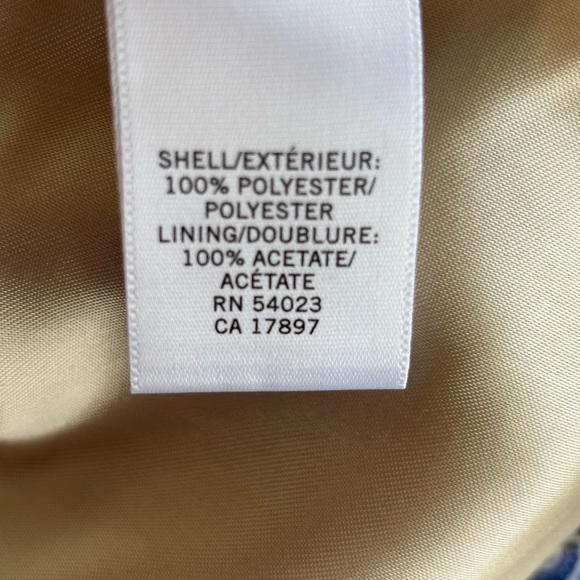 SHELL/EXTÉRIEUR:
100% POLYESTER/
POLYESTER
LINING/DOUBLURE:
100% ACETATE/
ACÉTATE
RN 54023
CA 17897